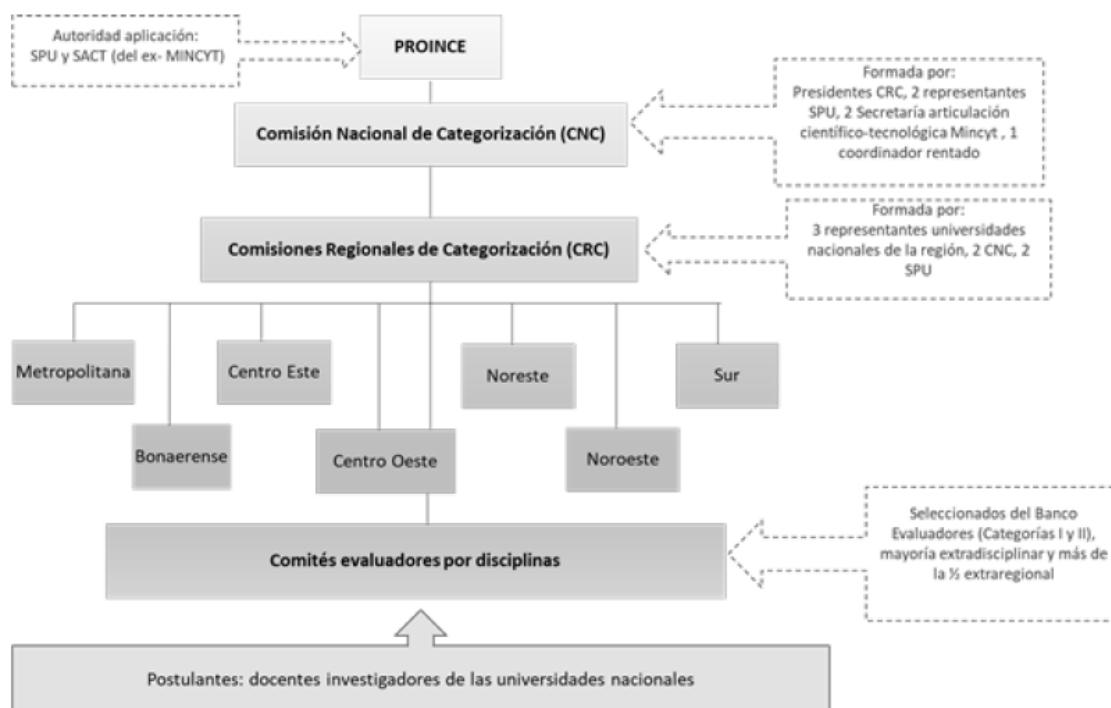 Autoridad aplicación:
SPU y SACT (del ex- MINCYT)
PROINCE
Formada por:
Presidentes CRC, 2 representantes
SPU, 2 Secretaría articulación
científico-tecnológica Mincyt , 1
coordinador rentado
Comisión Nacional de Categorización (CNC)
Formada por:
3 representantes universidades
nacionales de la región, 2 CNC, 2
SPU
Comisiones Regionales de Categorización (CRC)
Metropolitana
Centro Este
Noreste
Sur
Bonaerense
Centro Oeste
Noroeste
Seleccionados del Banco
Evaluadores (Categorías I y II),
mayoría extradisciplinar y más de
la ½ extraregional
Comités evaluadores por disciplinas
Postulantes: docentes investigadores de las universidades nacionales